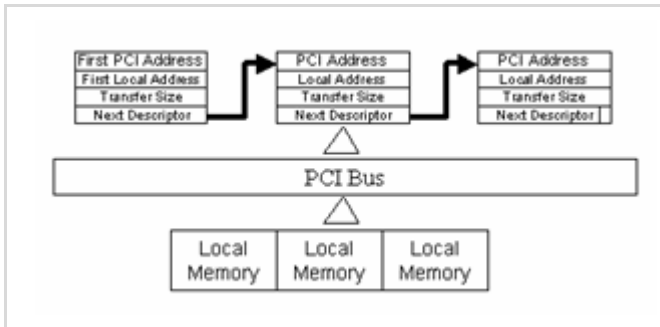 First PCI Address
First Local Address
Transfer Size
Next Descriptor
PCI Address
Local Address
Transfer Size
Next Descriptor
PCI Address
Local Address
Transfer Size
Next Descriptor
PCI Bus
Local
Memory
Local
Memory
Local
Memory